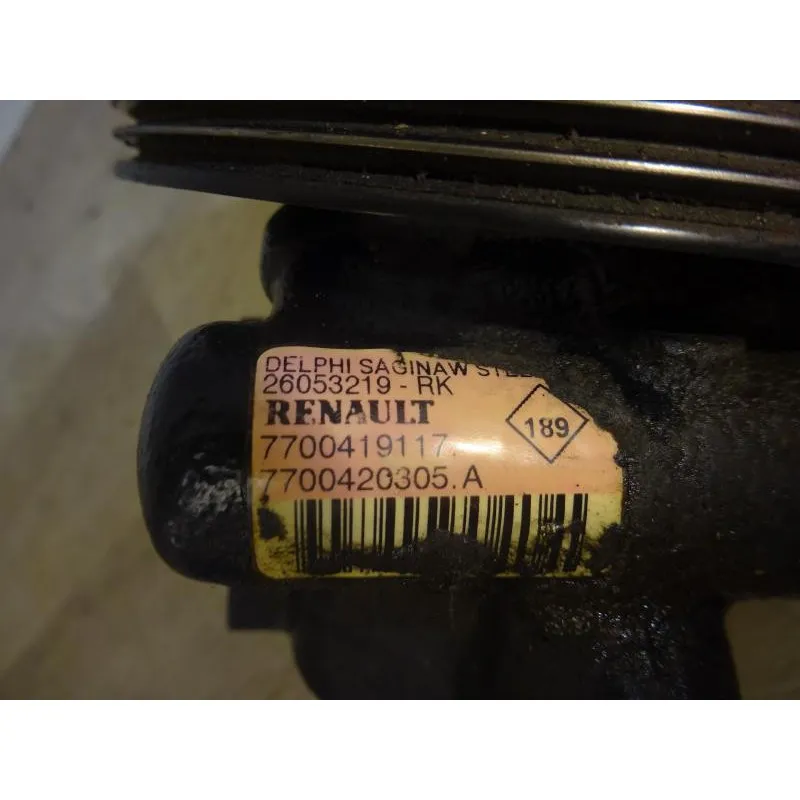 DELPHI SAGINAW
26053219 - RK
RENAULT
189
7700419117.
7700420305.A